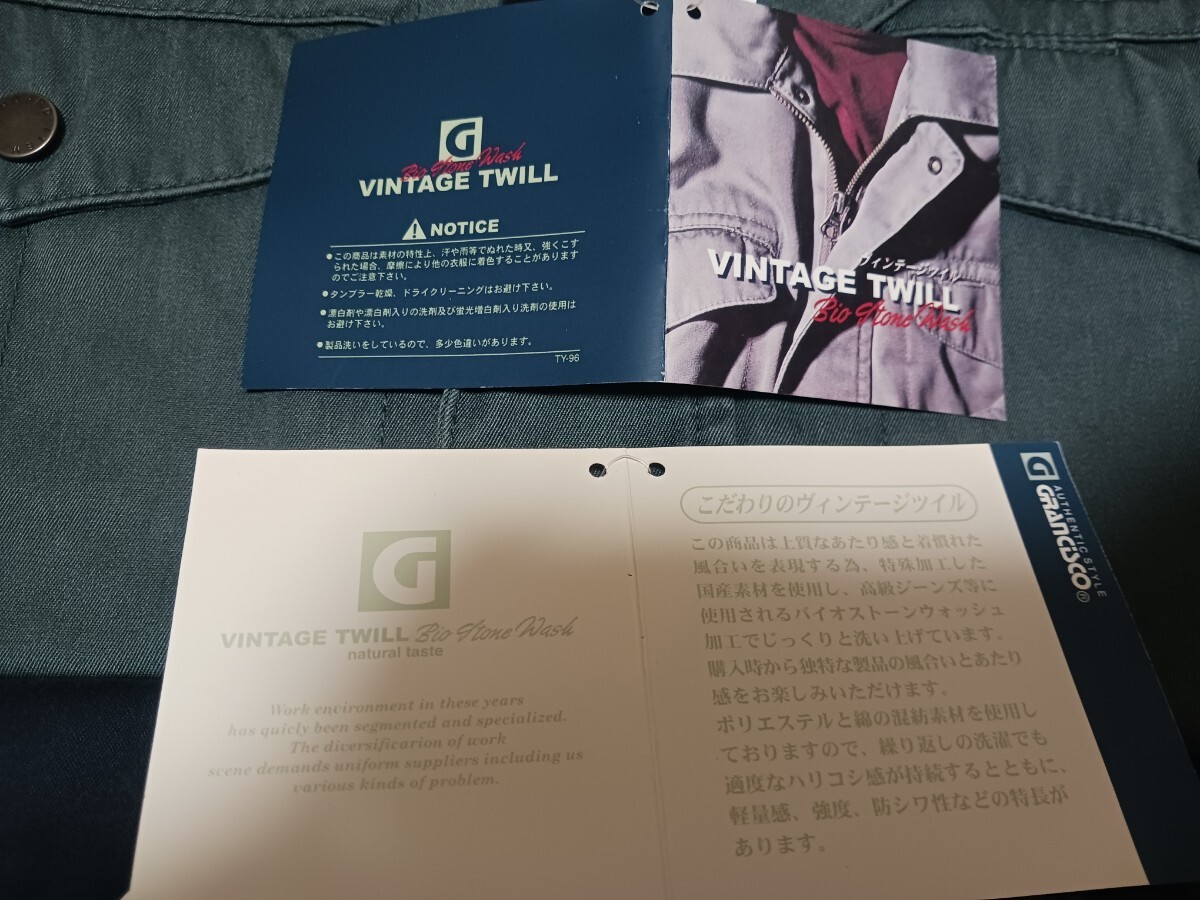 G
Bio Stone Wash
VINTAGE TWILL
NOTICE
●この商品は素材の特性上、汗や雨等でぬれた時又、強くこす
られた場合、摩擦により他の衣服に着色することがあります
のでご注意下さい。
●タンブラー乾燥、ドライクリーニングはお避け下さい。
●漂白剤や漂白剤入りの洗剤及び蛍光増白剤入り洗剤の使用は
お避け下さい。
●製品洗いをしているので、多少色違いがあります。
TY-96
ヴィンテージツイル
VINTAGE TWILL
Bio Stone Wash
G
VINTAGE TWILL Bio Stone Wash
natural taste
Work environment in these years
has quicly been segmented and specialized.
The diversificarion of work
scene demands uniform suppliers including us
various kinds of problem.
こだわりのヴィンテージツイル
この商品は上質なあたり感と着慣れた
風合いを表現する為、特殊加工した
国産素材を使用し、高級ジーンズ等に
使用されるバイオストーンウォッシュ
加工でじっくりと洗い上げています。
購入時から独特な製品の風合いとあたり
感をお楽しみいただけます。
ポリエステルと綿の混紡素材を使用し
ておりますので、繰り返しの洗濯でも
適度なハリコシ感が持続するとともに、
軽量感、強度、防シワ性などの特長が
あります。
G
AUTHENTIC STYLE
GRANCISCO®